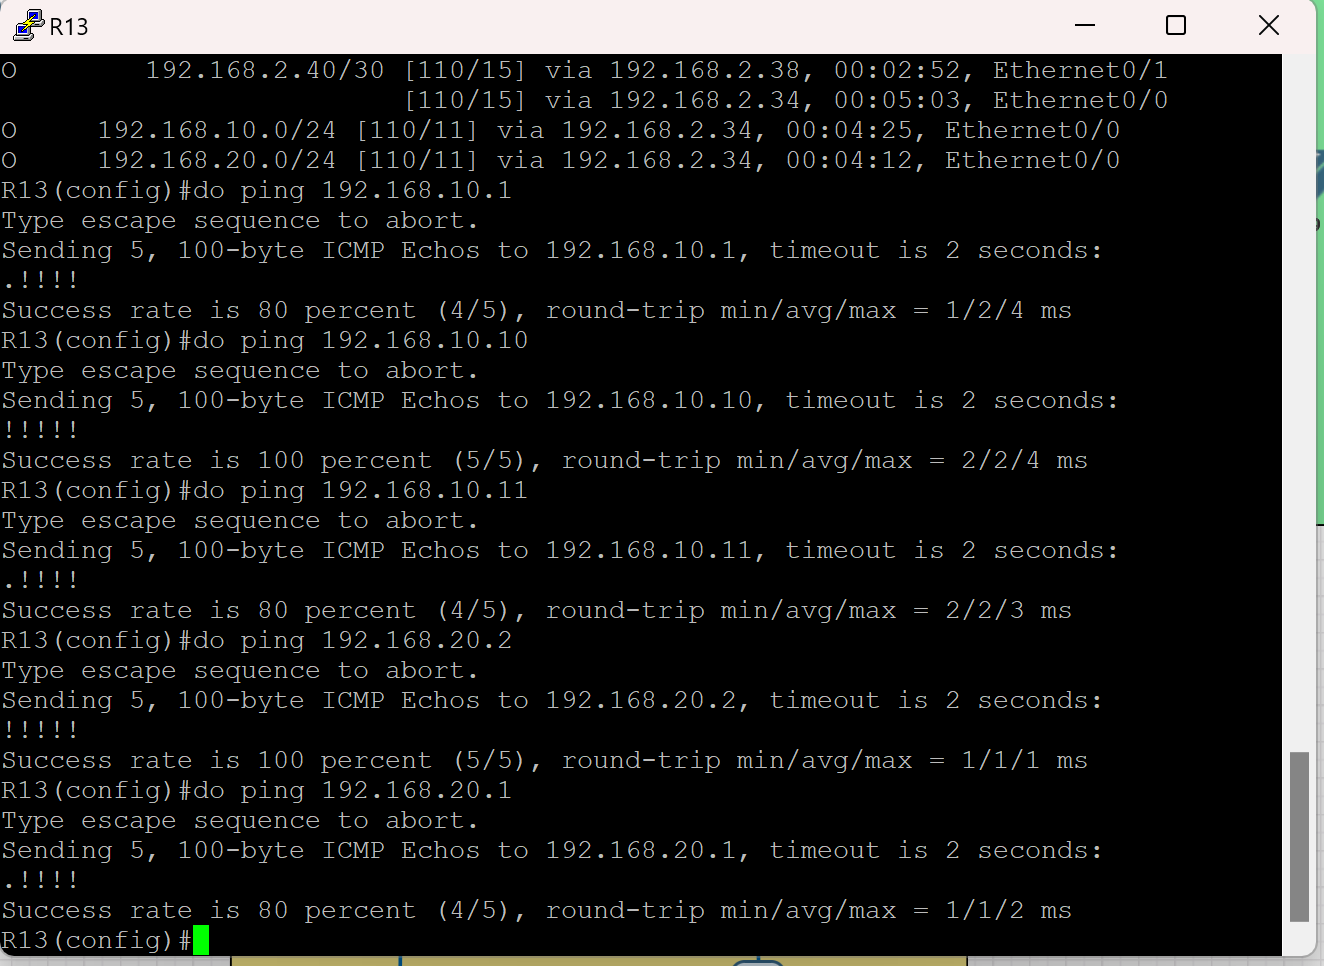 R13
O        192.168.2.40/30 [110/15] via 192.168.2.38, 00:02:52, Ethernet0/1
                         [110/15] via 192.168.2.34, 00:05:03, Ethernet0/0
O     192.168.10.0/24 [110/11] via 192.168.2.34, 00:04:25, Ethernet0/0
O     192.168.20.0/24 [110/11] via 192.168.2.34, 00:04:12, Ethernet0/0
R13(config)#do ping 192.168.10.1
Type escape sequence to abort.
Sending 5, 100-byte ICMP Echos to 192.168.10.1, timeout is 2 seconds:
.!!!!
Success rate is 80 percent (4/5), round-trip min/avg/max = 1/2/4 ms
R13(config)#do ping 192.168.10.10
Type escape sequence to abort.
Sending 5, 100-byte ICMP Echos to 192.168.10.10, timeout is 2 seconds:
!!!!!
Success rate is 100 percent (5/5), round-trip min/avg/max = 2/2/4 ms
R13(config)#do ping 192.168.10.11
Type escape sequence to abort.
Sending 5, 100-byte ICMP Echos to 192.168.10.11, timeout is 2 seconds:
.!!!!
Success rate is 80 percent (4/5), round-trip min/avg/max = 2/2/3 ms
R13(config)#do ping 192.168.20.2
Type escape sequence to abort.
Sending 5, 100-byte ICMP Echos to 192.168.20.2, timeout is 2 seconds:
!!!!!
Success rate is 100 percent (5/5), round-trip min/avg/max = 1/1/1 ms
R13(config)#do ping 192.168.20.1
Type escape sequence to abort.
Sending 5, 100-byte ICMP Echos to 192.168.20.1, timeout is 2 seconds:
.!!!!
Success rate is 80 percent (4/5), round-trip min/avg/max = 1/1/2 ms
R13(config)#